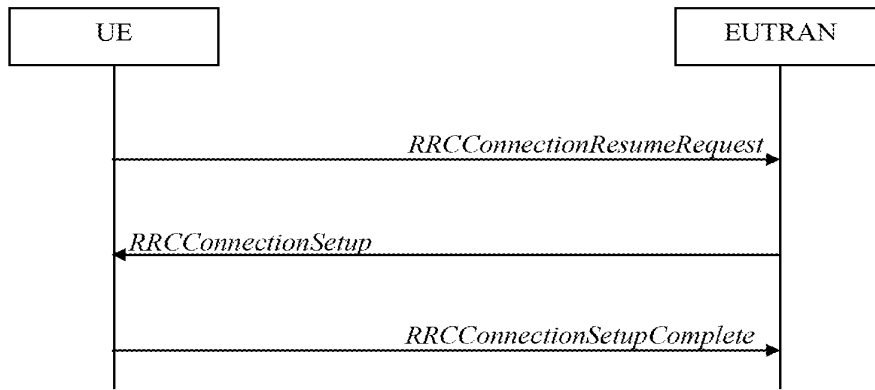 UE
EUTRAN
RRCConnectionResumeRequest
RRCConnectionSetup
RRCConnectionSetupComplete